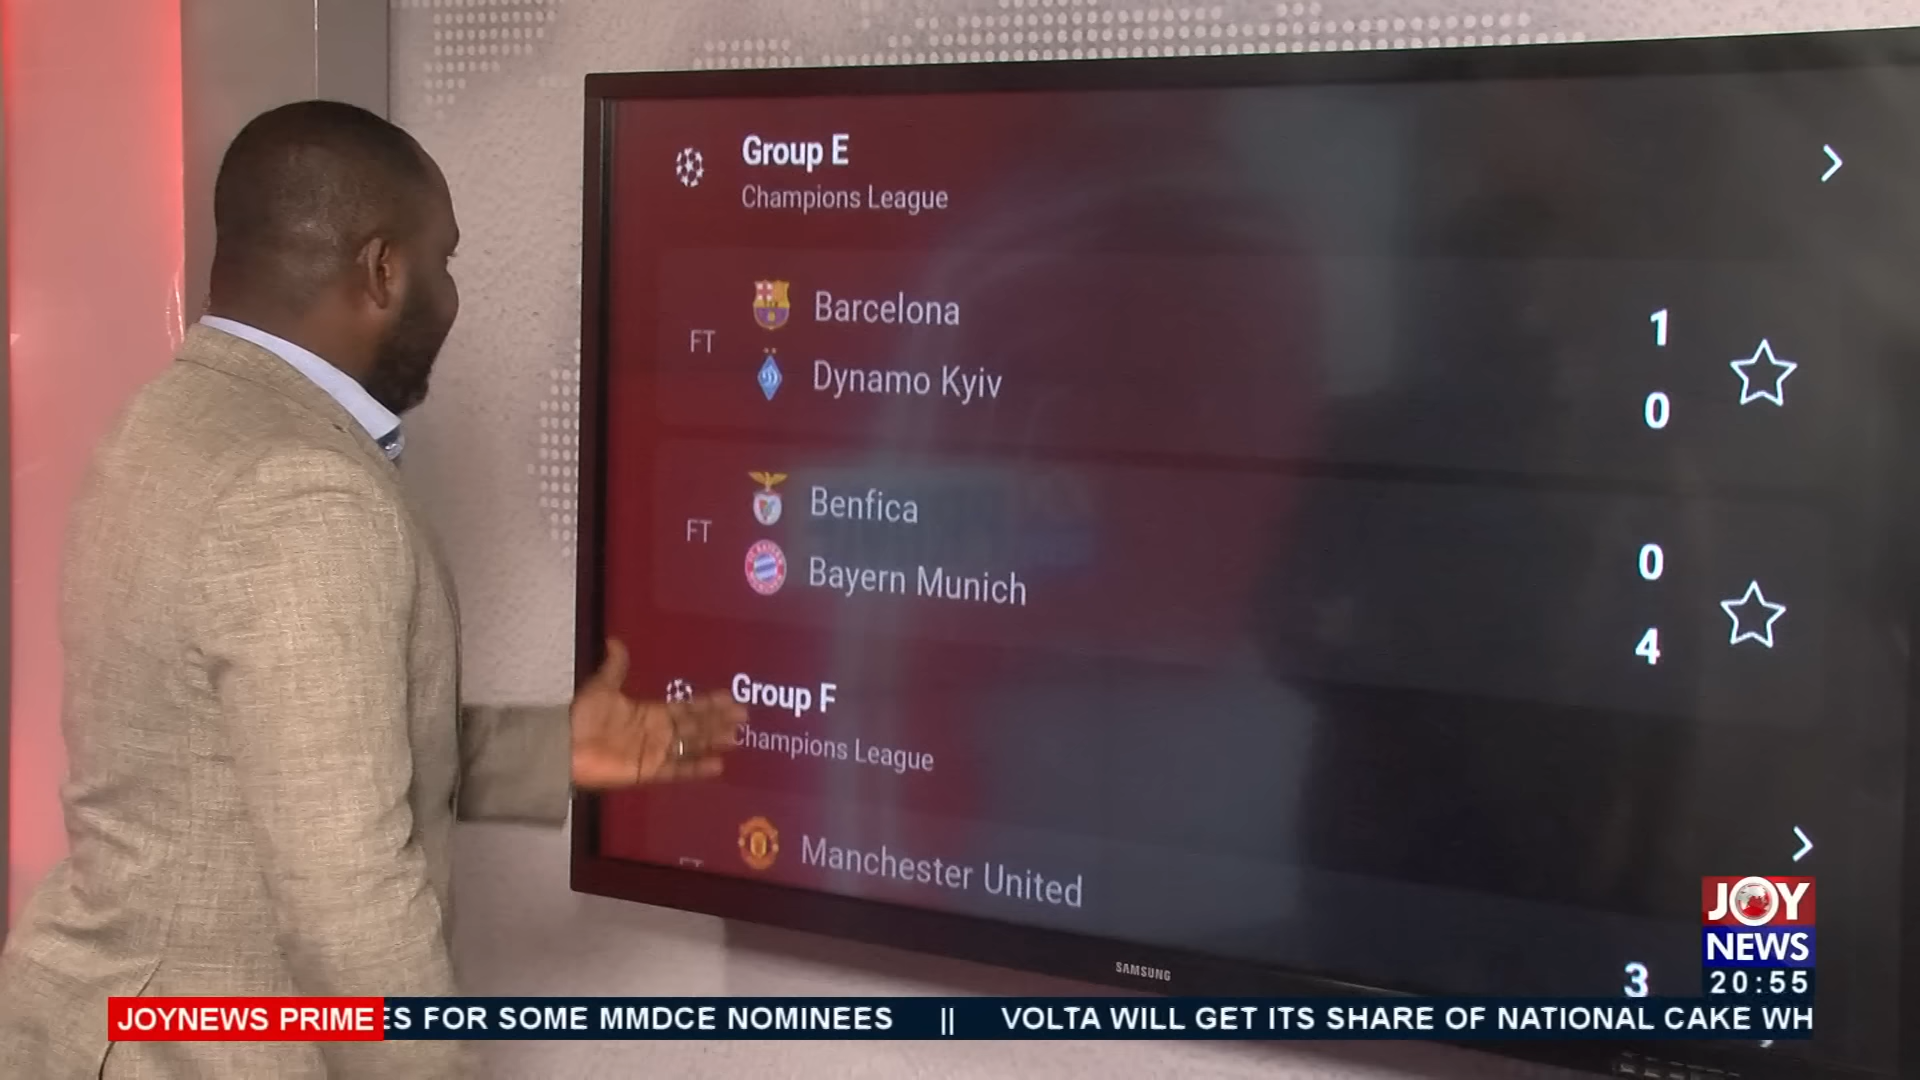 Group E
Champions League
FT
Barcelona
1
Dynamo Kyiv
0
FT
Benfica
0
Bayern Munich
4
Group F
Champions League
FT
Manchester United
3
SAMSUNG
JOY
NEWS
20:55
JOYNEWS PRIME
ES FOR SOME MMDCE NOMINEES || VOLTA WILL GET ITS SHARE OF NATIONAL CAKE WH